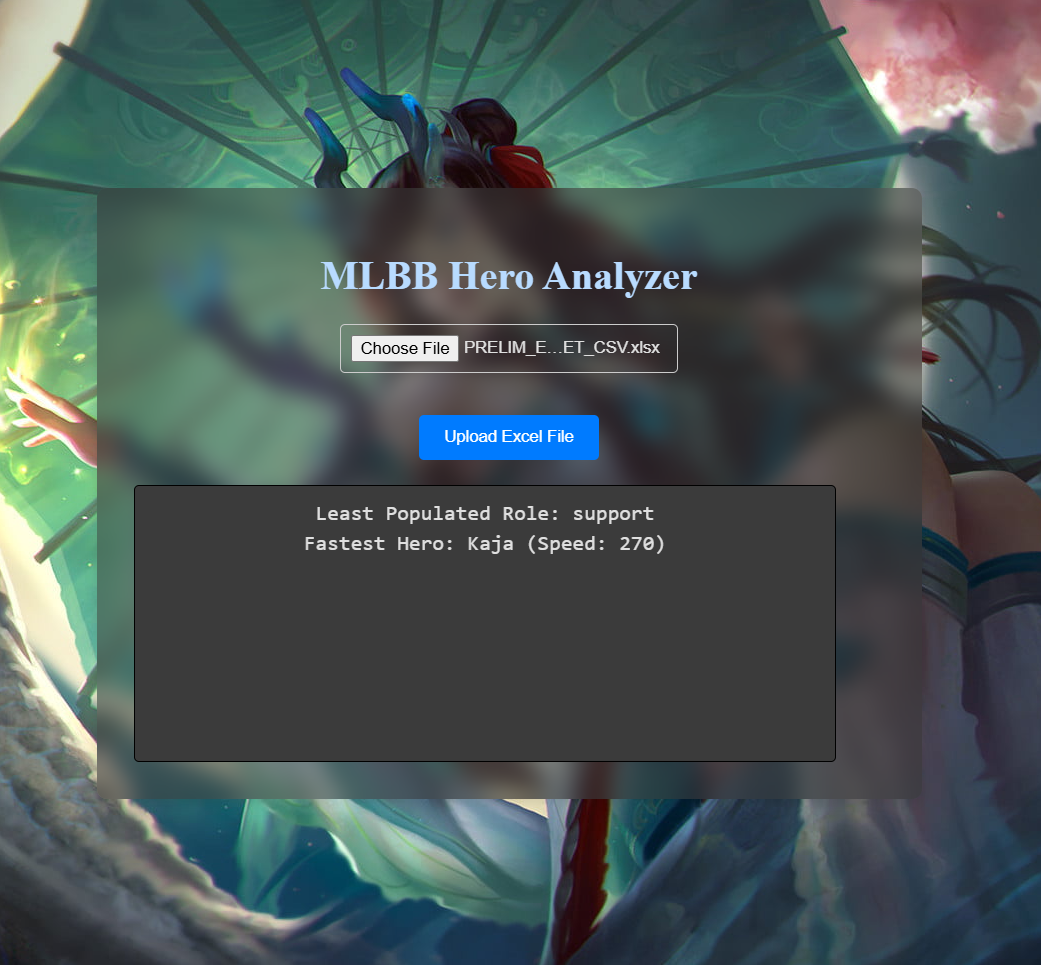 MLBB Hero Analyzer
Choose File PRELIM_E...ET_CSV.xlsx
Upload Excel File
Least Populated Role: support
Fastest Hero: Kaja (Speed: 270)